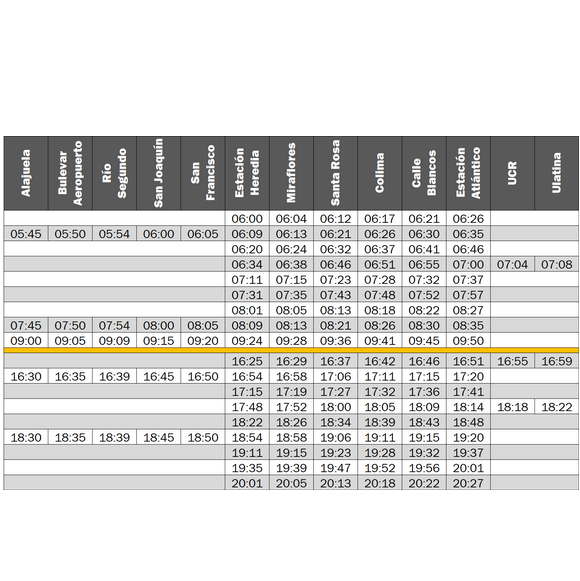 Alajuela Bulevar Aeropuerto Río Segundo San Joaquín San Francisco Estación Heredia Miraflores Santa Rosa Colima Calle Blancos Estación Atlántico UCR Ulatina
06:00 06:04 06:12 06:17 06:21 06:26
05:45 05:50 05:54 06:00 06:05 06:09 06:13 06:21 06:26 06:30 06:35
06:20 06:24 06:32 06:37 06:41 06:46
06:34 06:38 06:46 06:51 06:55 07:00 07:04 07:08
07:11 07:15 07:23 07:28 07:32 07:37
07:31 07:35 07:43 07:48 07:52 07:57
08:01 08:05 08:13 08:18 08:22 08:27
07:45 07:50 07:54 08:00 08:05 08:09 08:13 08:21 08:26 08:30 08:35
09:00 09:05 09:09 09:15 09:20 09:24 09:28 09:36 09:41 09:45 09:50
16:25 16:29 16:37 16:42 16:46 16:51 16:55 16:59
16:30 16:35 16:39 16:45 16:50 16:54 16:58 17:06 17:11 17:15 17:20
17:15 17:19 17:27 17:32 17:36 17:41
17:48 17:52 18:00 18:05 18:09 18:14 18:18 18:22
18:22 18:26 18:34 18:39 18:43 18:48
18:30 18:35 18:39 18:45 18:50 18:54 18:58 19:06 19:11 19:15 19:20
19:11 19:15 19:23 19:28 19:32 19:37
19:35 19:39 19:47 19:52 19:56 20:01
20:01 20:05 20:13 20:18 20:22 20:27